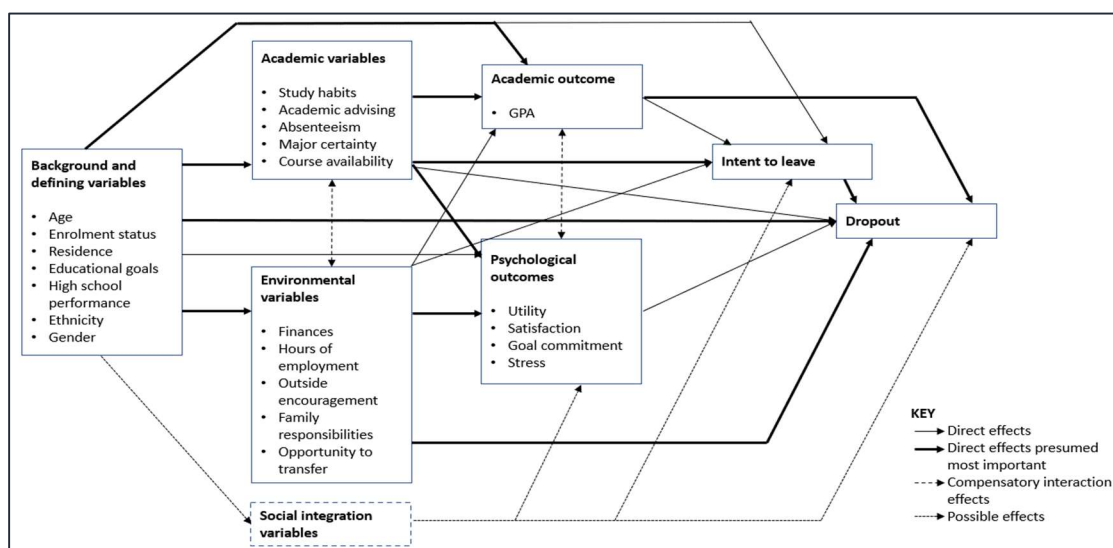 Background and
defining variables
• Age
• Enrolment status
• Residence
• Educational goals
• High school
performance
• Ethnicity
• Gender
Academic variables
• Study habits
• Academic advising
• Absenteeism
• Major certainty
• Course availability
Environmental
variables
• Finances
• Hours of
employment
• Outside
encouragement
• Family
responsibilities
• Opportunity to
transfer
Social integration
variables
Academic outcome
• GPA
Psychological
outcomes
• Utility
• Satisfaction
• Goal commitment
• Stress
Intent to leave
Dropout
KEY
Direct effects
Direct effects presumed
most important
Compensatory interaction
effects
Possible effects